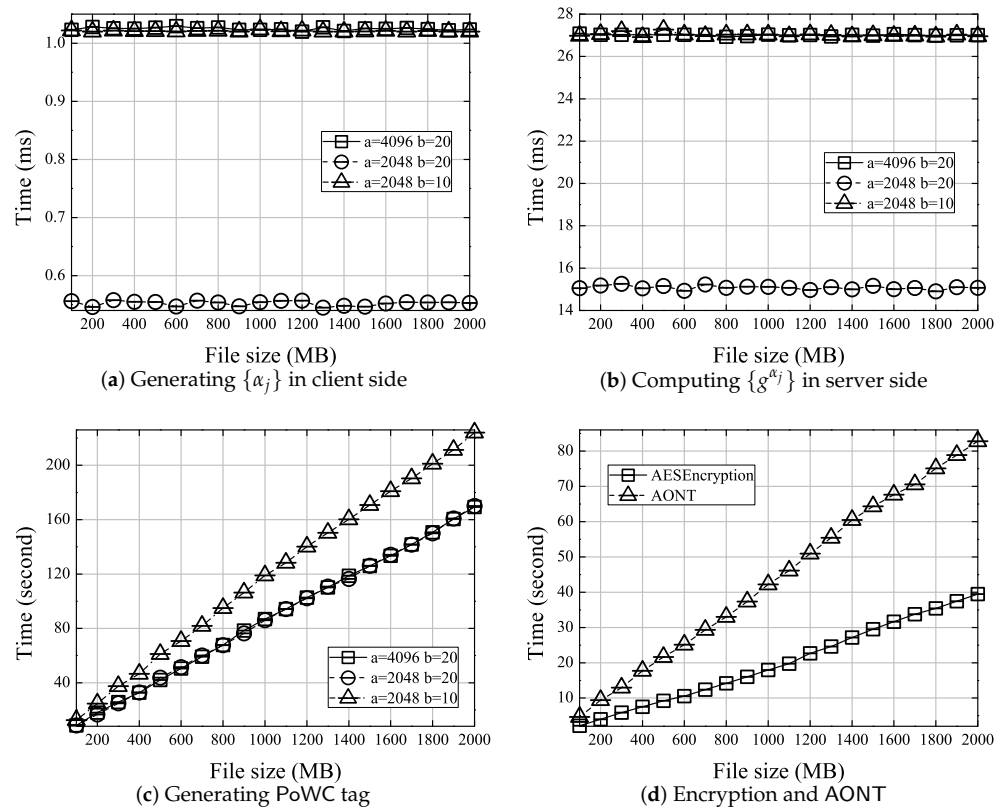 1.0
0.9
0.8
0.7
0.6
Time (ms)
a=4096 b=20
a=2048 b=20
a=2048 b=10
200 400 600 800 1000 1200 1400 1600 1800 2000
File size (MB)
(a) Generating {αj} in client side
28
26
24
22
20
18
16
14
Time (ms)
a=4096 b=20
a=2048 b=20
a=2048 b=10
200 400 600 800 1000 1200 1400 1600 1800 2000
File size (MB)
(b) Computing {g^αj} in server side
200
160
120
80
40
Time (second)
a=4096 b=20
a=2048 b=20
a=2048 b=10
200 400 600 800 1000 1200 1400 1600 1800 2000
File size (MB)
(c) Generating PoWC tag
80
70
60
50
40
30
20
10
Time (second)
AESEncryption
AONT
200 400 600 800 1000 1200 1400 1600 1800 2000
File size (MB)
(d) Encryption and AONT